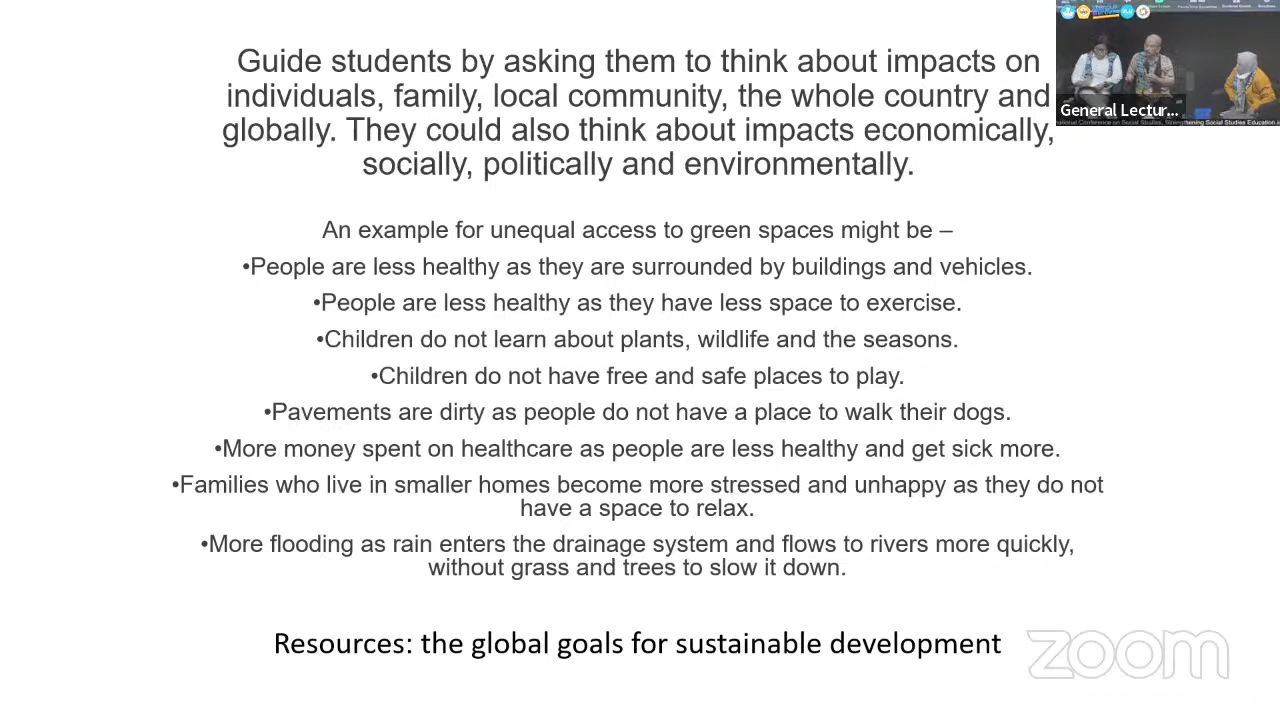 Guide students by asking them to think about impacts on
individuals, family, local community, the whole country and
globally. They could also think about impacts economically,
socially, politically and environmentally.
General Lectur...
An example for unequal access to green spaces might be –
•People are less healthy as they are surrounded by buildings and vehicles.
•People are less healthy as they have less space to exercise.
•Children do not learn about plants, wildlife and the seasons.
•Children do not have free and safe places to play.
•Pavements are dirty as people do not have a place to walk their dogs.
•More money spent on healthcare as people are less healthy and get sick more.
•Families who live in smaller homes become more stressed and unhappy as they do not
have a space to relax.
•More flooding as rain enters the drainage system and flows to rivers more quickly,
without grass and trees to slow it down.
Resources: the global goals for sustainable development
zoom